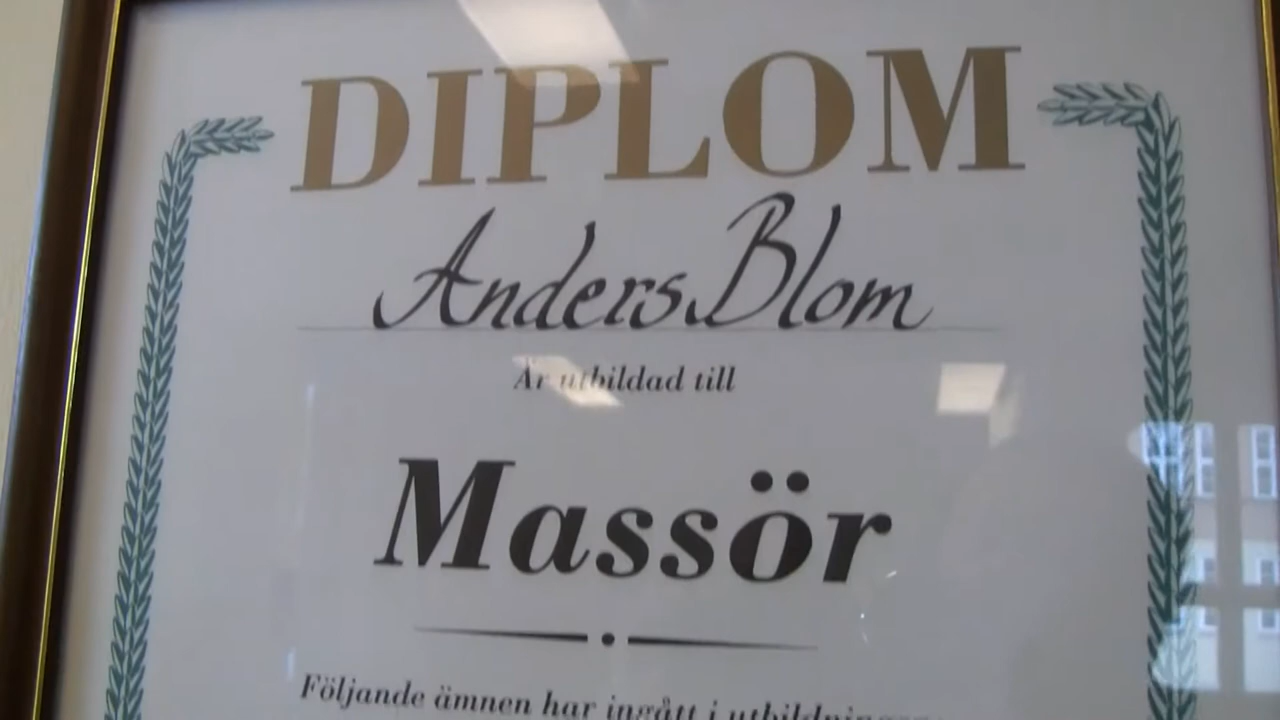 DIPLOM
Anders Blom
Är utbildad till
Massör
Följande ämnen har ingått i